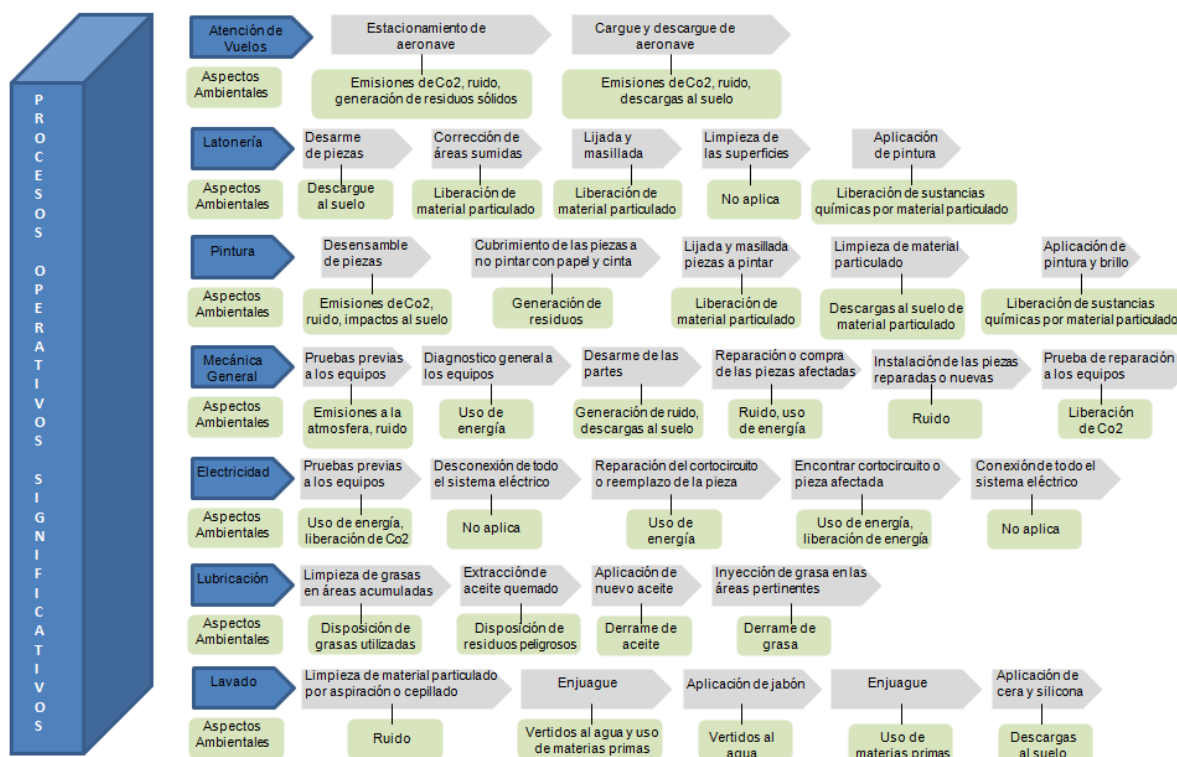 PROCESOS OPERATIVOS SIGNIFICATIVOS
Atención de
Vuelos
Estacionamiento de
aeronave
Cargue y descargue de
aeronave
Aspectos
Ambientales
Emisiones de Co2, ruido,
generación de residuos sólidos
Emisiones de Co2, ruido,
descargas al suelo
Latonería
Desarme
de piezas
Corrección de
áreas sumidas
Lijada y
masillada
Limpieza de
las superficies
Aplicación
de pintura
Aspectos
Ambientales
Descargue
al suelo
Liberación de
material particulado
Liberación de
material particulado
No aplica
Liberación de sustancias
químicas por material particulado
Pintura
Desensamble
de piezas
Cubrimiento de las piezas a
no pintar con papel y cinta
Lijada y masillada
piezas a pintar
Limpieza de material
particulado
Aplicación de
pintura y brillo
Aspectos
Ambientales
Emisiones de Co2,
ruido, impactos al suelo
Generación de
residuos
Liberación de
material particulado
Descargas al suelo de
material particulado
Liberación de sustancias
químicas por material particulado
Mecánica
General
Pruebas previas
a los equipos
Diagnostico general a
los equipos
Desarme de las
partes
Reparación o compra
de las piezas afectadas
Instalación de las piezas
reparadas o nuevas
Prueba de reparación
a los equipos
Aspectos
Ambientales
Emisiones a la
atmosfera, ruido
Uso de
energía
Generación de ruido,
descargas al suelo
Ruido, uso
de energía
Ruido
Liberación
de Co2
Electricidad
Pruebas previas
a los equipos
Desconexión de todo
el sistema eléctrico
Reparación del cortocircuito
o reemplazo de la pieza
Encontrar cortocircuito o
pieza afectada
Conexión de todo el
sistema eléctrico
Aspectos
Ambientales
Uso de energía,
liberación de Co2
No aplica
Uso de
energía
Uso de energía,
liberación de energía
No aplica
Lubricación
Limpieza de grasas
en áreas acumuladas
Extracción de
aceite quemado
Aplicación de
nuevo aceite
Inyección de grasa en las
áreas pertinentes
Aspectos
Ambientales
Disposición de
grasas utilizadas
Disposición de
residuos peligrosos
Derrame de
aceite
Derrame de
grasa
Lavado
Limpieza de material particulado
por aspiración o cepillado
Enjuague
Aplicación de jabón
Enjuague
Aplicación de
cera y silicona
Aspectos
Ambientales
Ruido
Vertidos al agua y uso
de materias primas
Vertidos al
agua
Uso de
materias primas
Descargas
al suelo